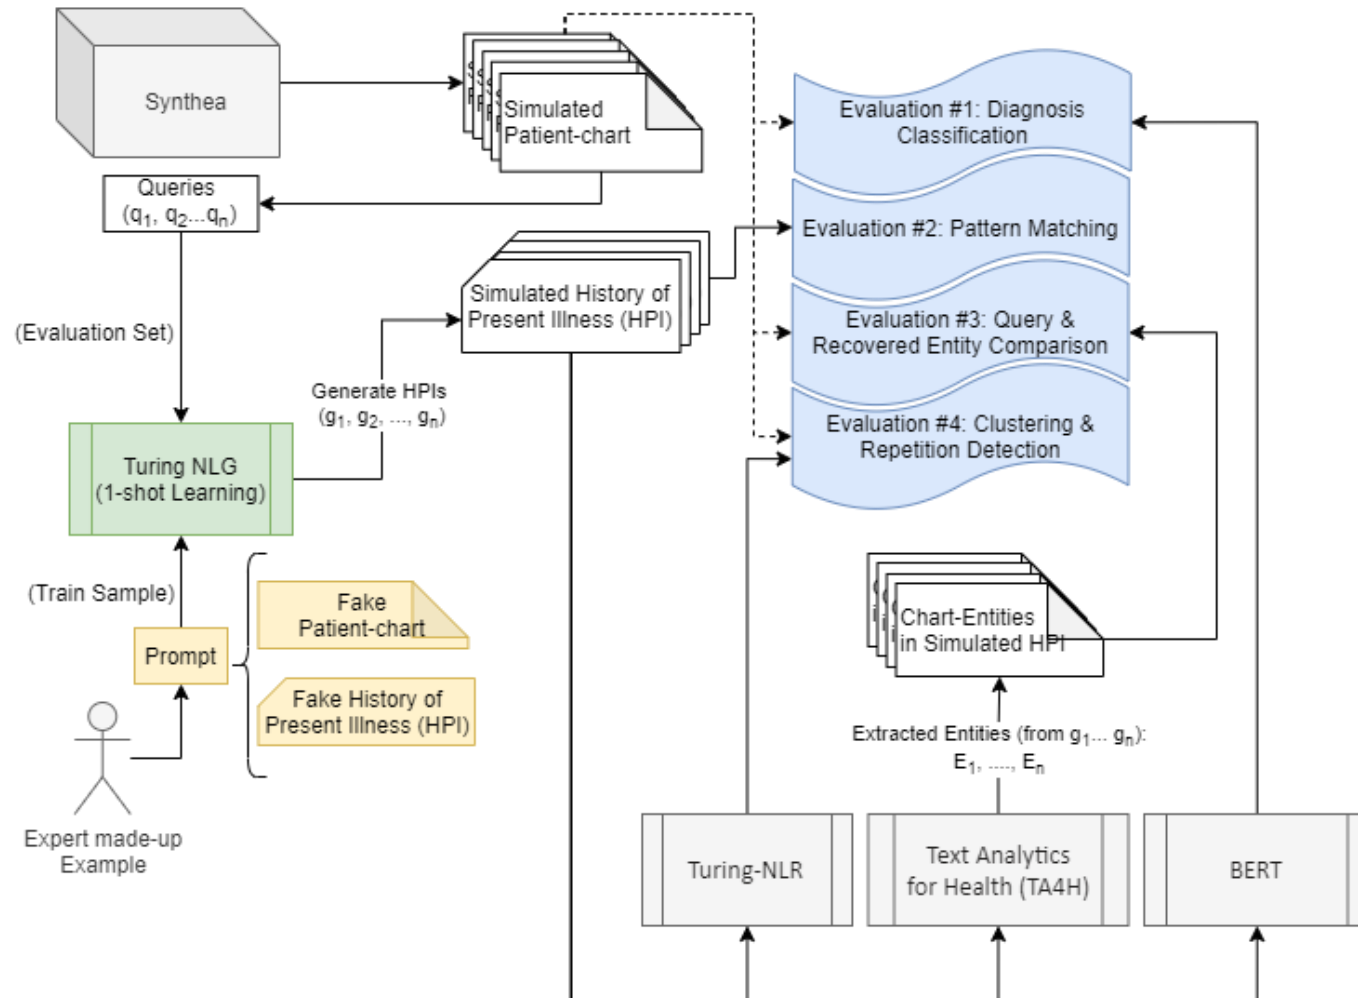 Synthea
Simulated
Patient-chart
Queries
(q1, q2...qn)
(Evaluation Set)
Simulated History of
Present Illness (HPI)
Generate HPIs
(g1, g2, ..., gn)
Turing NLG
(1-shot Learning)
(Train Sample)
Prompt
Fake
Patient-chart
Fake History of
Present Illness (HPI)
Expert made-up
Example
Evaluation #1: Diagnosis
Classification
Evaluation #2: Pattern Matching
Evaluation #3: Query &
Recovered Entity Comparison
Evaluation #4: Clustering &
Repetition Detection
Chart-Entities
in Simulated HPI
Extracted Entities (from g1... gn):
E1, ...., En
Turing-NLR
Text Analytics
for Health (TA4H)
BERT